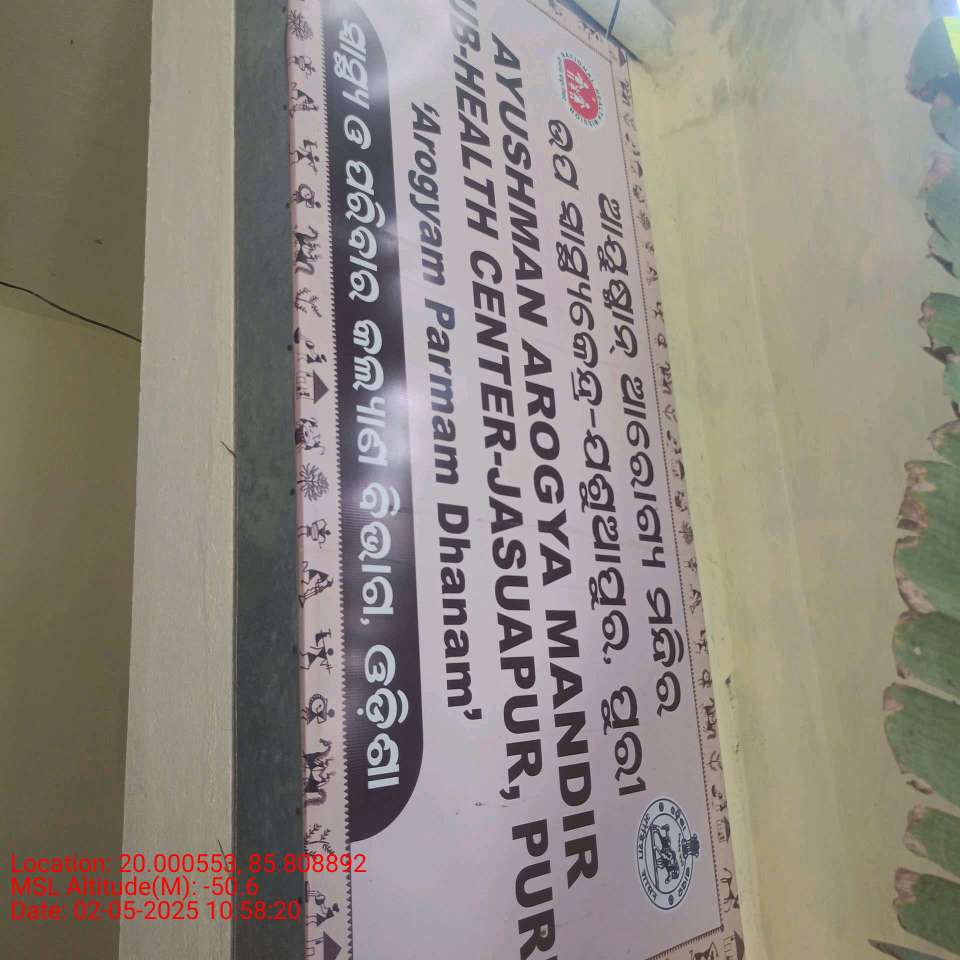 ଆୟୁଷ୍ମାନ୍ ଆରୋଗ୍ୟ ମନ୍ଦିର
ଉପ ସ୍ୱାସ୍ଥ୍ୟକେନ୍ଦ୍ର-ଯଶୁଆପୁର, ପୁରୀ
AYUSHMAN AROGYA MANDIR
UB-HEALTH CENTER-JASUAPUR, PURI
'Arogyam Parmam Dhanam'
ସ୍ୱାସ୍ଥ୍ୟ ଓ ପରିବାର କଲ୍ୟାଣ ବିଭାଗ, ଓଡ଼ିଶା
Location: 20.000553, 85.808892
MSL Altitude(M): -50.6
Date: 02-05-2025 10:58:20